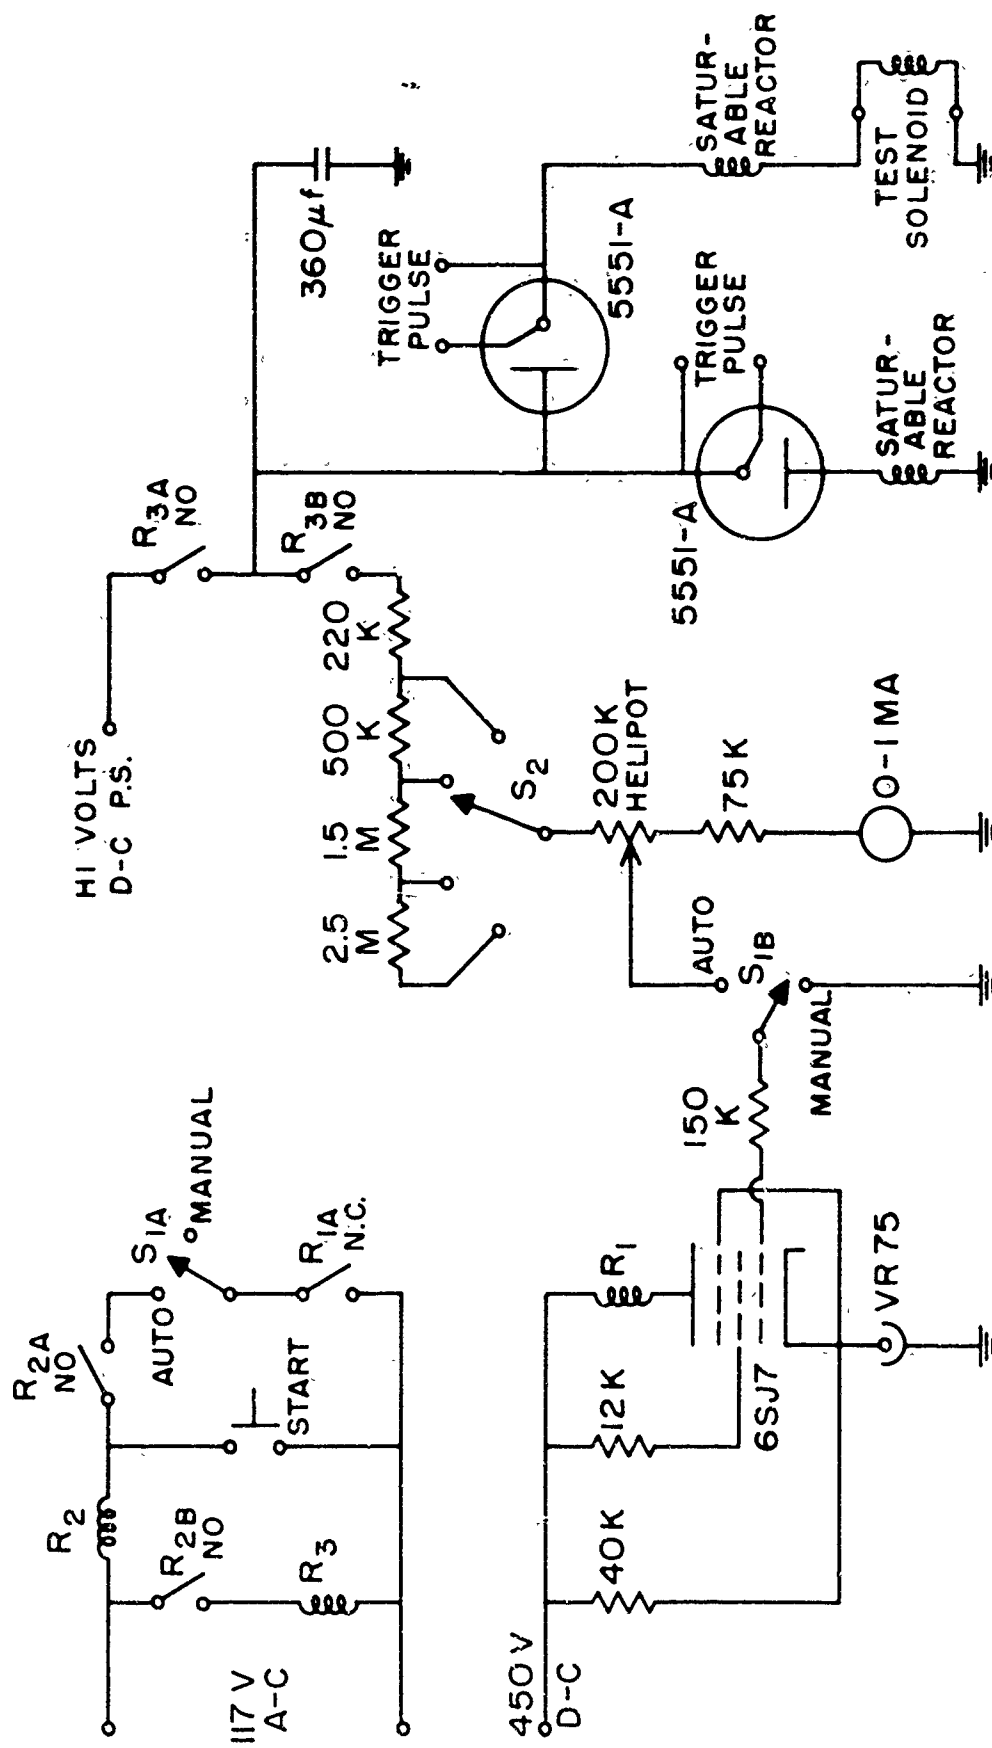 R2A
NO
S1A
MANUAL
AUTO
R2
R2B
NO
START
R1A
N.C.
R3
117 V
A-C
450 V
D-C
40K
12K
R1
6SJ7
VR75
150
K
HI VOLTS
D-C P.S.
R3A
NO
R3B
NO
2.5
M
1.5
M
500
K
220
K
S2
200K
HELIPOT
75K
0-1MA
AUTO
S1B
MANUAL
360μf
TRIGGER
PULSE
5551-A
TRIGGER
PULSE
5551-A
SATUR-
ABLE
REACTOR
SATUR-
ABLE
REACTOR
TEST
SOLENOID